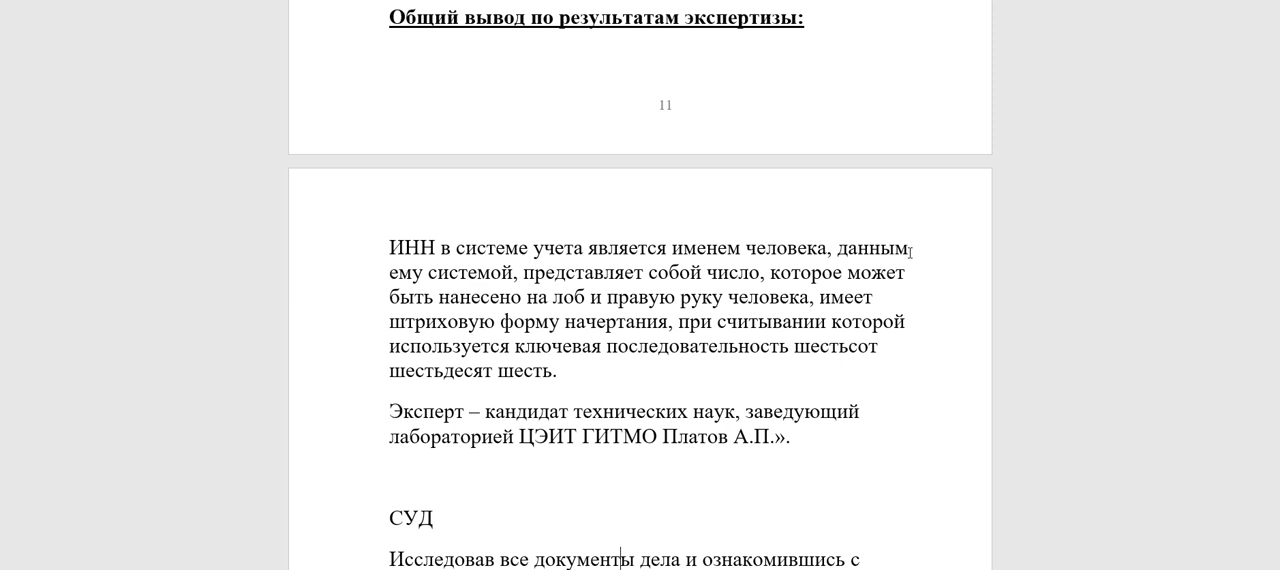 Общий вывод по результатам экспертизы:
11
ИНН в системе учета является именем человека, данным
ему системой, представляет собой число, которое может
быть нанесено на лоб и правую руку человека, имеет
штриховую форму начертания, при считывании которой
используется ключевая последовательность шестьсот
шестьдесят шесть.
Эксперт – кандидат технических наук, заведующий
лабораторией ЦЭИТ ГИТМО Платов А.П.».
СУД
Исследовав все документы дела и ознакомившись с